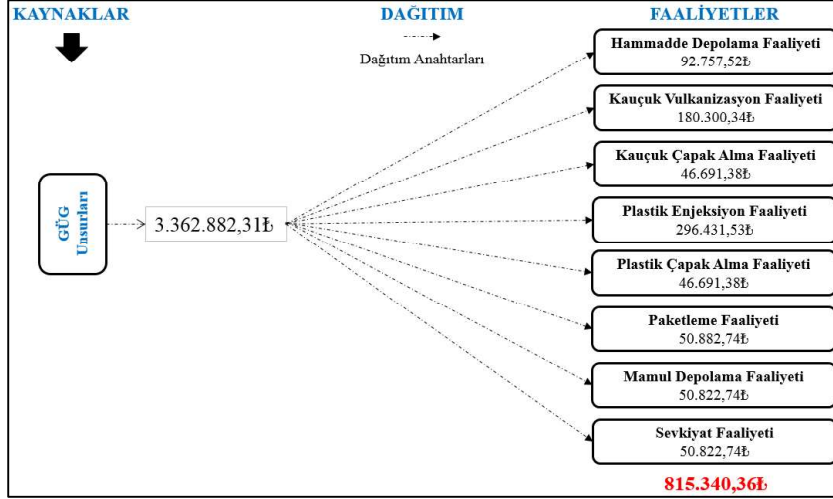 KAYNAKLAR
DAĞITIM
FAALİYETLER
Dağıtım Anahtarları
GÜG
Unsurları
3.362.882,31₺
Hammadde Depolama Faaliyeti
92.757,52₺
Kauçuk Vulkanizasyon Faaliyeti
180.300,34₺
Kauçuk Çapak Alma Faaliyeti
46.691,38₺
Plastik Enjeksiyon Faaliyeti
296.431,53₺
Plastik Çapak Alma Faaliyeti
46.691,38₺
Paketleme Faaliyeti
50.882,74₺
Mamul Depolama Faaliyeti
50.822,74₺
Sevkiyat Faaliyeti
50.822,74₺
815.340,36₺